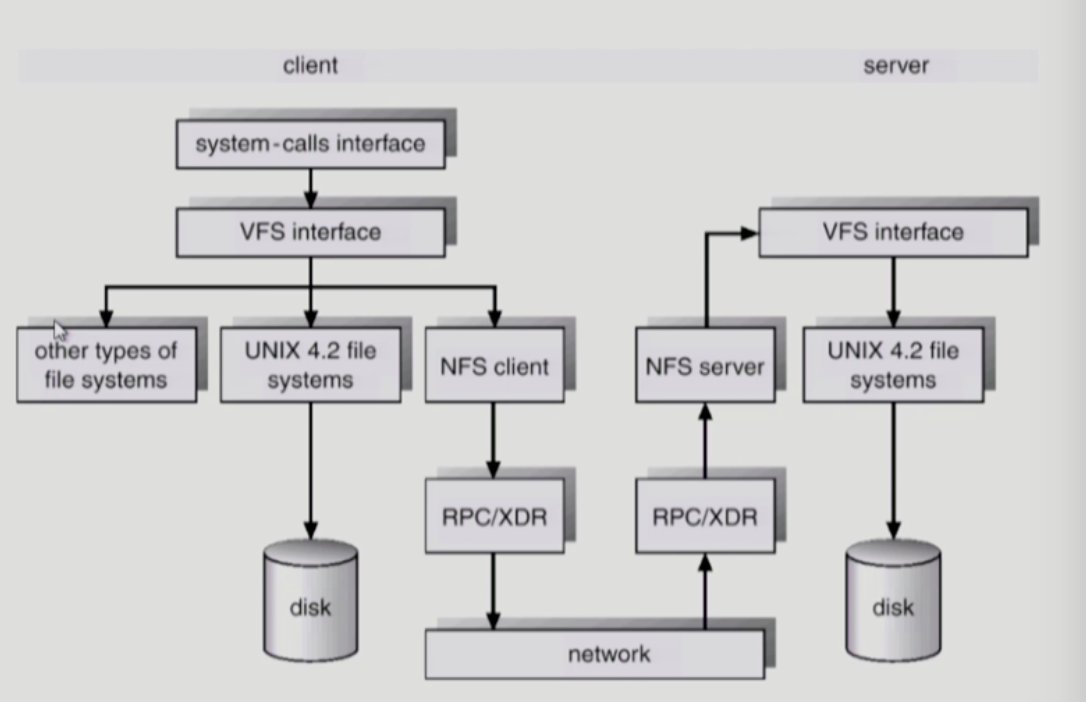 client
server
system-calls interface
VFS interface
VFS interface
other types of
file systems
UNIX 4.2 file
systems
NFS client
NFS server
UNIX 4.2 file
systems
RPC/XDR
RPC/XDR
disk
disk
network